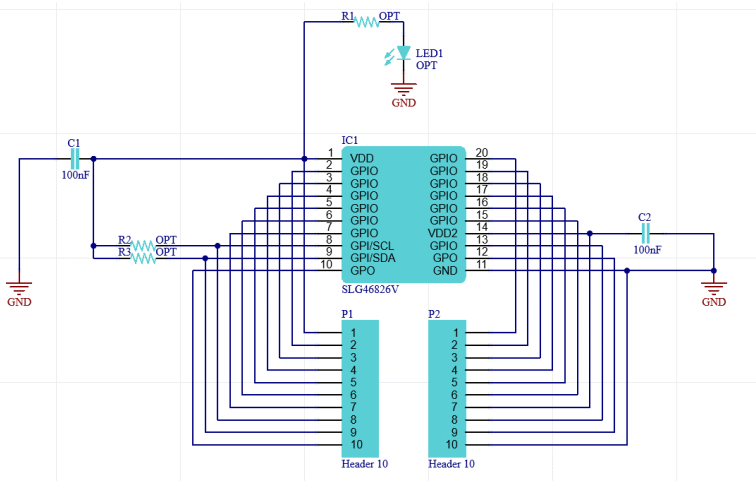 R1 OPT
LED1
OPT
GND
C1
100nF
IC1
1 VDD GPIO 20
2 GPIO GPIO 19
3 GPIO GPIO 18
4 GPIO GPIO 17
5 GPIO GPIO 16
6 GPIO GPIO 15
7 GPIO VDD2 14
8 GPI/SCL GPIO 13
9 GPI/SDA GPO 12
10 GPO GND 11
SLG46826V
R2 OPT
R3 OPT
C2
100nF
GND
GND
P1
1
2
3
4
5
6
7
8
9
10
Header 10
P2
1
2
3
4
5
6
7
8
9
10
Header 10